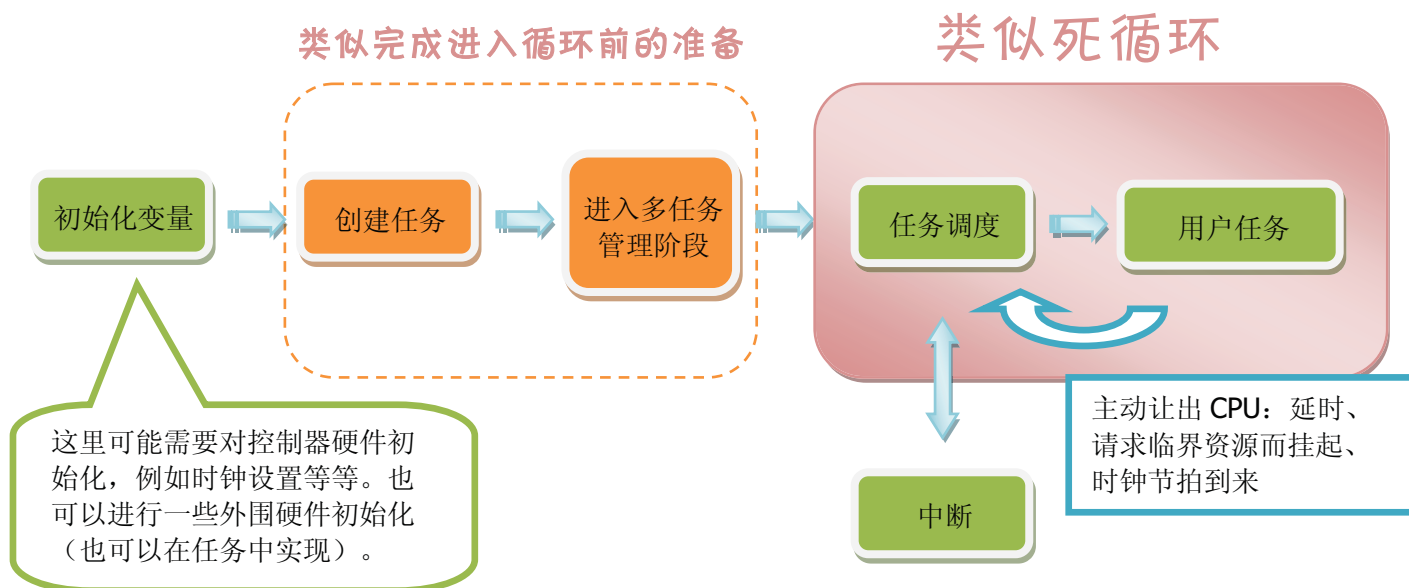 类似完成进入循环前的准备
类似死循环
初始化变量
创建任务
进入多任务
管理阶段
任务调度
用户任务
这里可能需要对控制器硬件初
始化，例如时钟设置等等。也
可以进行一些外围硬件初始化
（也可以在任务中实现）。
中断
主动让出 CPU：延时、
请求临界资源而挂起、
时钟节拍到来